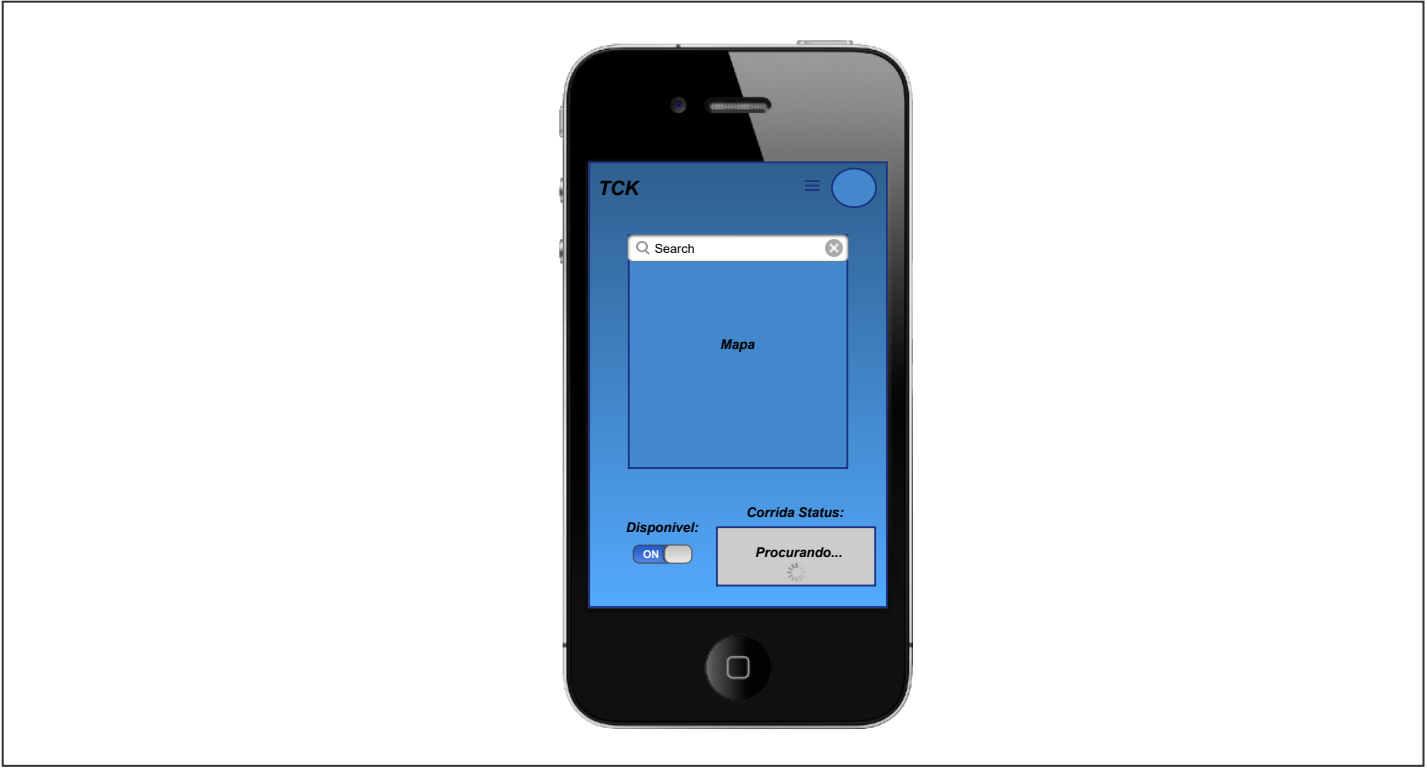 TCK
Search
Mapa
Corrida Status:
Disponivel:
ON
Procurando...